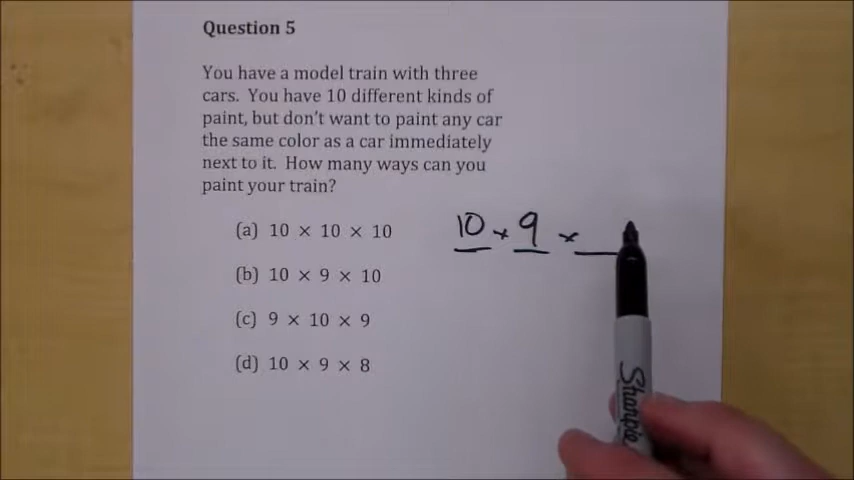 Question 5
You have a model train with three
cars. You have 10 different kinds of
paint, but don't want to paint any car
the same color as a car immediately
next to it. How many ways can you
paint your train?
(a) 10 × 10 × 10
(b) 10 × 9 × 10
(c) 9 × 10 × 9
(d) 10 × 9 × 8
10 × 9 × __
Sharpie